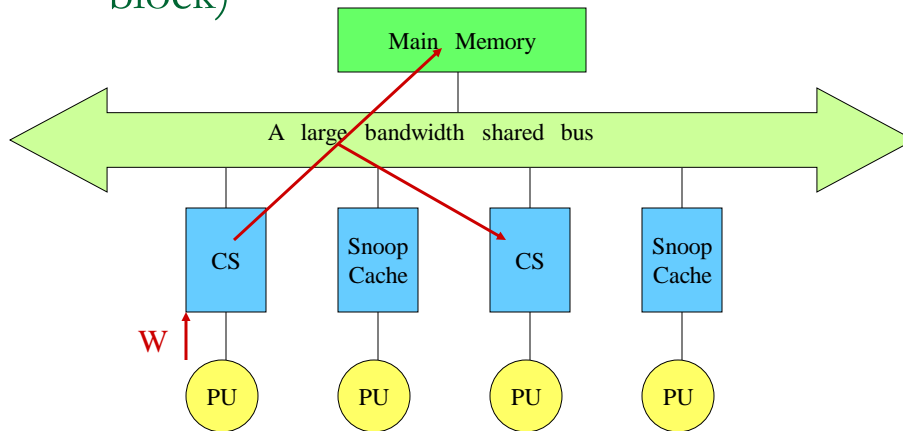 block)
Main Memory
A large bandwidth shared bus
CS
Snoop
Cache
CS
Snoop
Cache
W
PU
PU
PU
PU